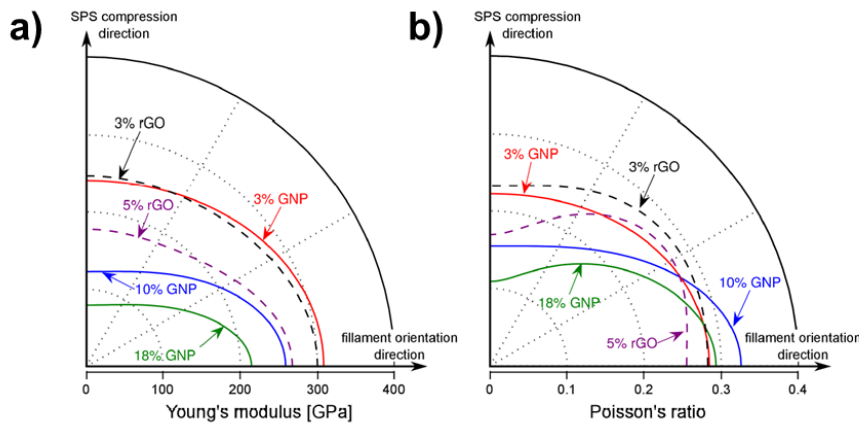 a)
SPS compression
direction
3% rGO
3% GNP
5% rGO
10% GNP
18% GNP
fillament orientation
direction
0
100
200
300
400
Young's modulus [GPa]
b)
SPS compression
direction
3% GNP
3% rGO
10% GNP
18% GNP
5% rGO
fillament orientation
direction
0
0.1
0.2
0.3
0.4
Poisson's ratio